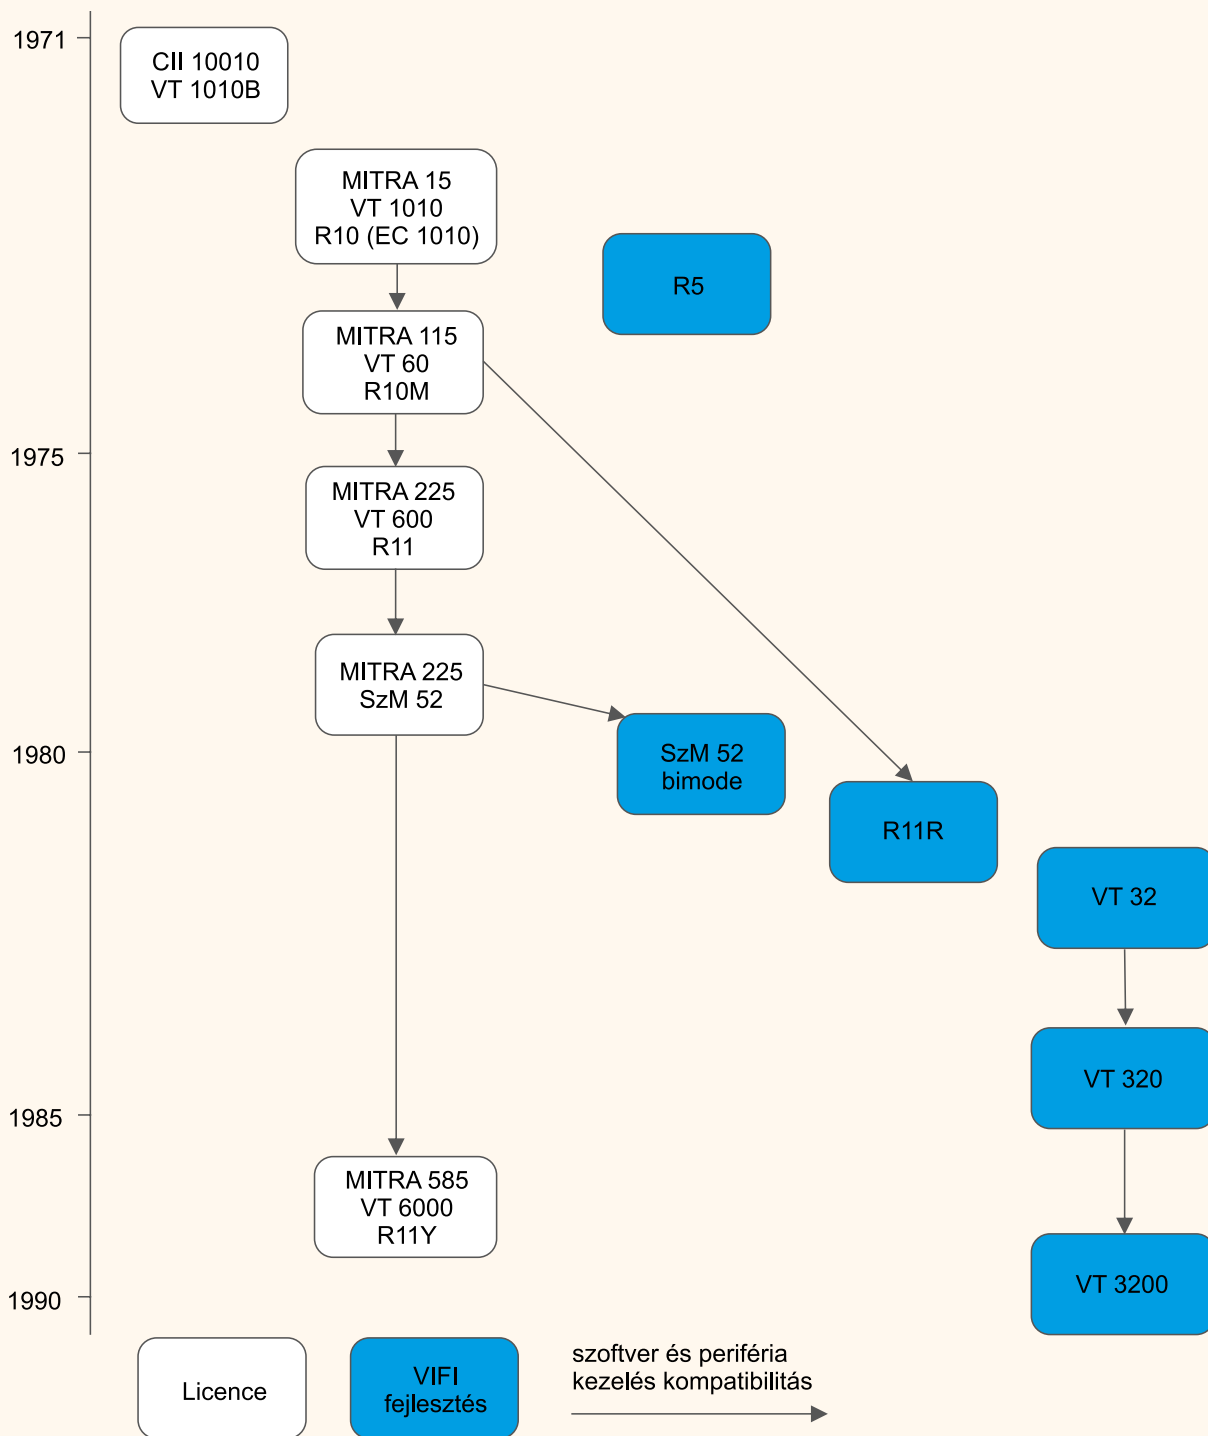 1971
CII 10010
VT 1010B
MITRA 15
VT 1010
R10 (EC 1010)
R5
MITRA 115
VT 60
R10M
1975
MITRA 225
VT 600
R11
MITRA 225
SzM 52
1980
SzM 52
bimode
R11R
VT 32
VT 320
1985
MITRA 585
VT 6000
R11Y
VT 3200
1990
Licence
VIFI
fejlesztés
szoftver és periféria
kezelés kompatibilitás